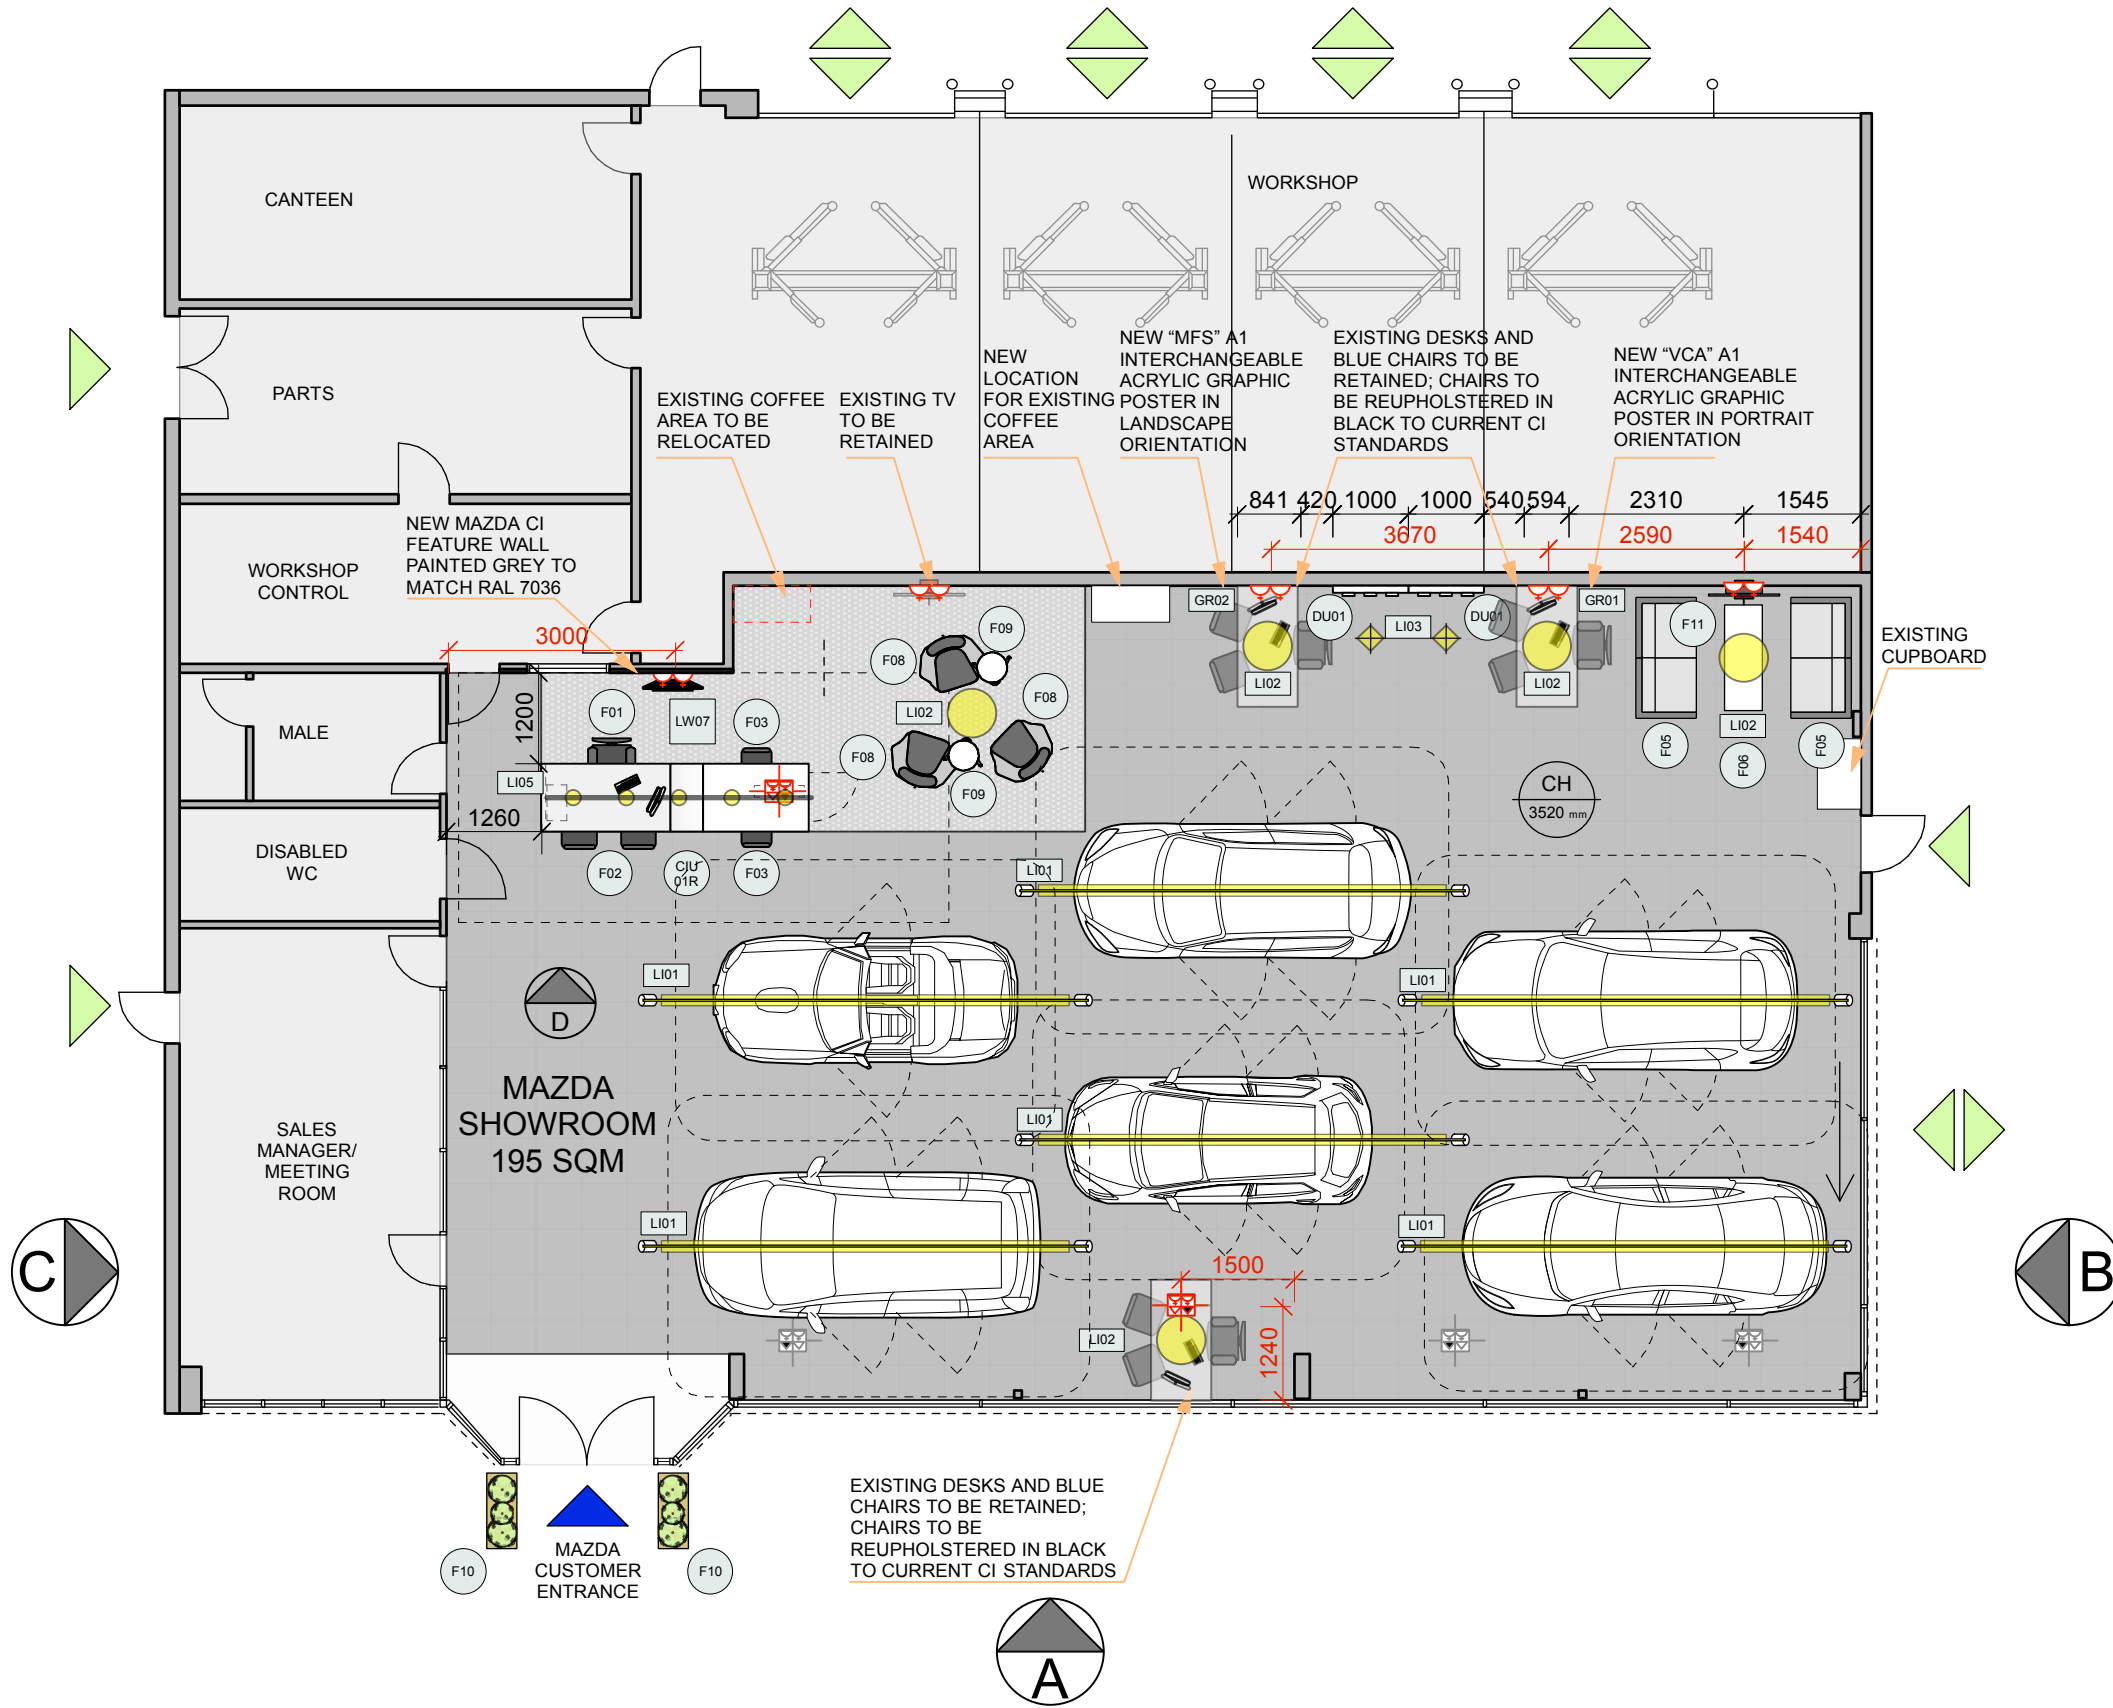 CANTEEN
WORKSHOP
PARTS
EXISTING COFFEE
AREA TO BE
RELOCATED
EXISTING TV
TO BE
RETAINED
NEW
LOCATION
FOR EXISTING
COFFEE
AREA
NEW “MFS” A1
INTERCHANGEABLE
ACRYLIC GRAPHIC
POSTER IN
LANDSCAPE
ORIENTATION
EXISTING DESKS AND
BLUE CHAIRS TO BE
RETAINED; CHAIRS TO
BE REUPHOLSTERED IN
BLACK TO CURRENT CI
STANDARDS
NEW “VCA” A1
INTERCHANGEABLE
ACRYLIC GRAPHIC
POSTER IN PORTRAIT
ORIENTATION
841 420 1000 1000 540 594 2310 1545
3670 2590 1540
NEW MAZDA CI
FEATURE WALL
PAINTED GREY TO
MATCH RAL 7036
WORKSHOP
CONTROL
3000
GR02
DU01
LI03
DU01
GR01
F11
EXISTING
CUPBOARD
F09
F08
F08
LI02
LI02
LI02
LI02
F05
F06
F05
MALE
1200
F01
LW07
F03
F08
F09
LI05
1260
CH
3520 mm
DISABLED
WC
F02
CIU
01R
F03
LI01
LI01
LI01
D
MAZDA
SHOWROOM
195 SQM
LI01
SALES
MANAGER/
MEETING
ROOM
LI01
LI01
C
B
1500
1240
LI02
EXISTING DESKS AND BLUE
CHAIRS TO BE RETAINED;
CHAIRS TO BE
REUPHOLSTERED IN BLACK
TO CURRENT CI STANDARDS
F10
MAZDA
CUSTOMER
ENTRANCE
F10
A